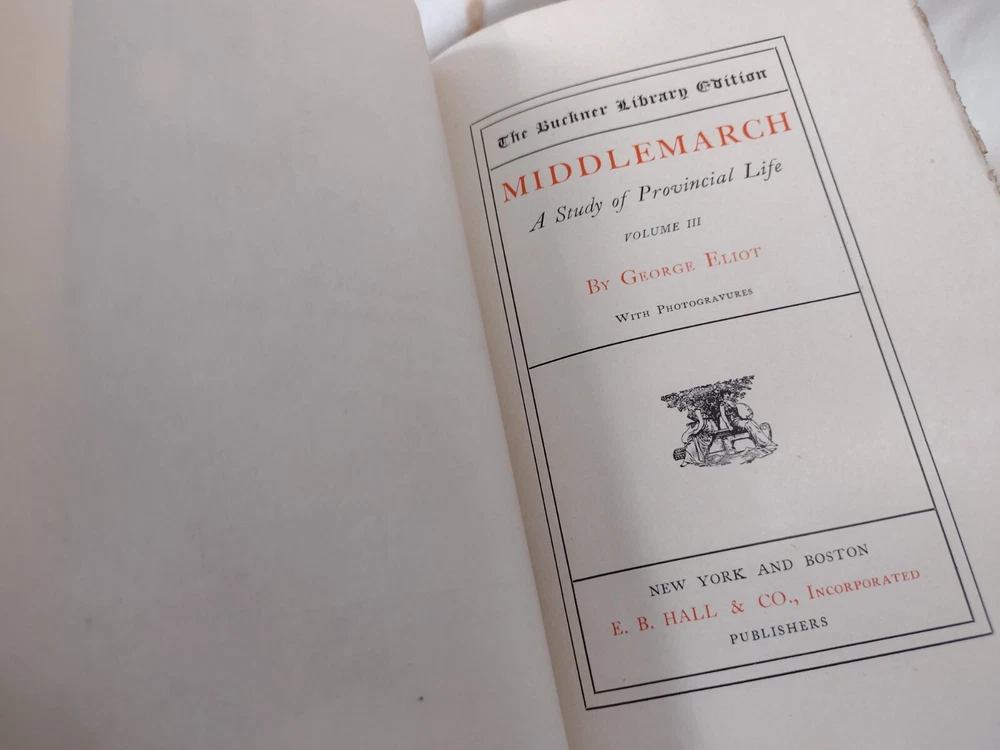 The Buckner Library Edition
MIDDLEMARCH
A Study of Provincial Life
VOLUME III
BY GEORGE ELIOT
WITH PHOTOGRAVURES
NEW YORK AND BOSTON
E. B. HALL & CO., INCORPORATED
PUBLISHERS